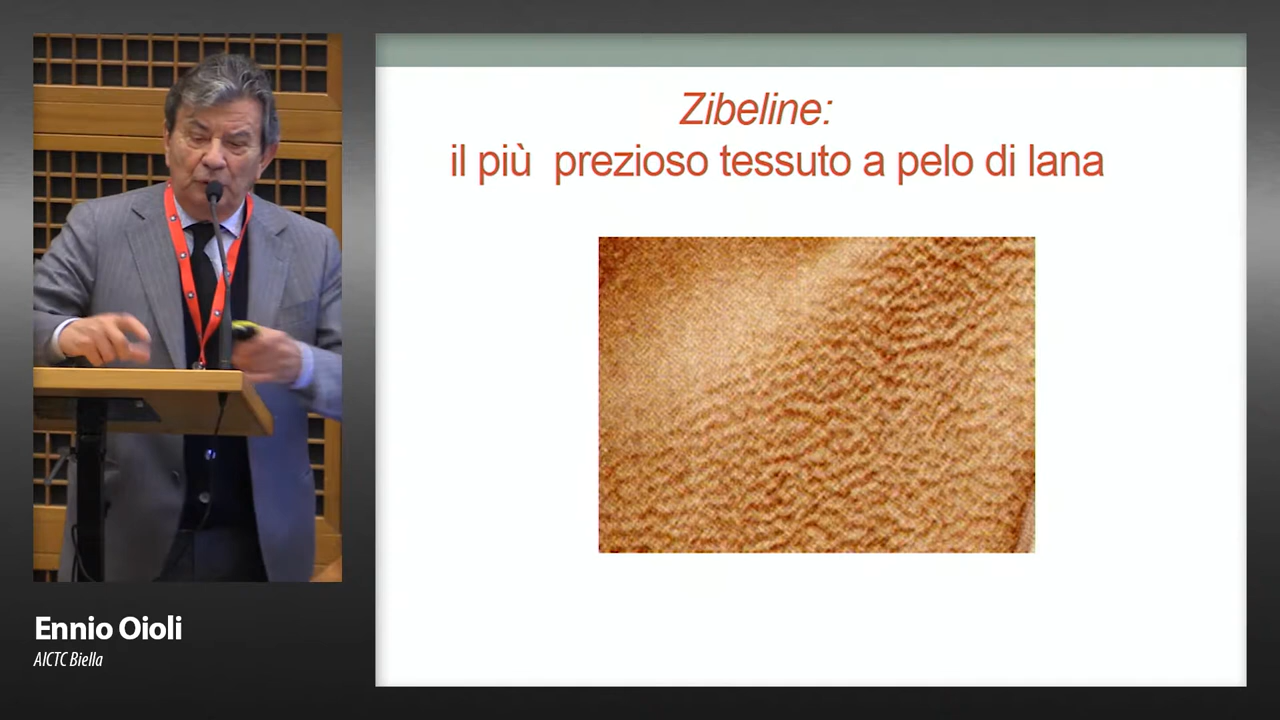 Zibeline:
il più prezioso tessuto a pelo di lana
Ennio Oioli
AICTC Biella